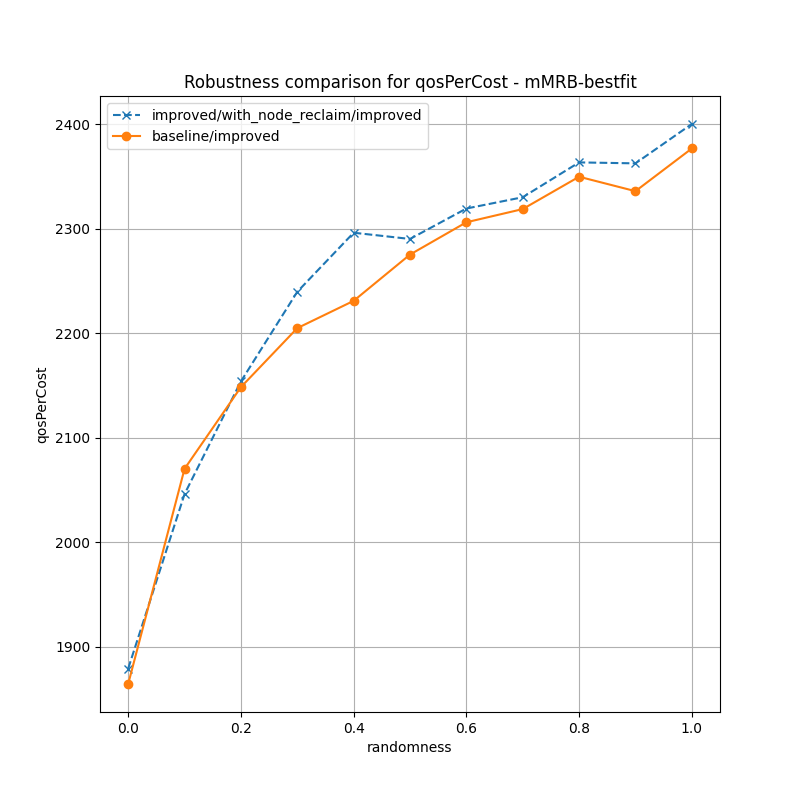 Robustness comparison for qosPerCost - mMRB-bestfit
improved/with_node_reclaim/improved
baseline/improved
2400
2300
2200
2100
2000
1900
qosPerCost
0.0 0.2 0.4 0.6 0.8 1.0
randomness